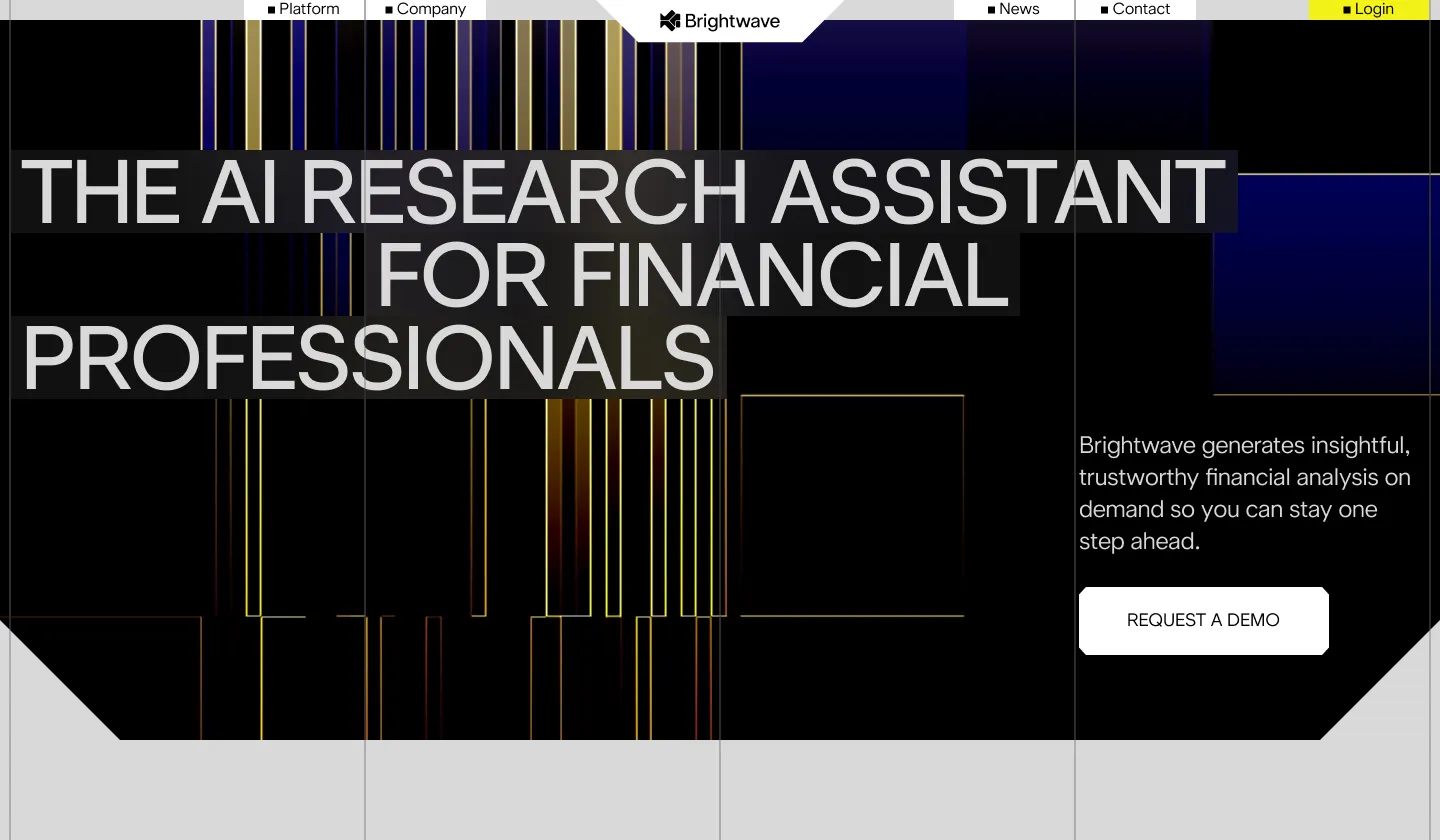 Platform
Company
Brightwave
News
Contact
Login
THE AI RESEARCH ASSISTANT
FOR FINANCIAL
PROFESSIONALS
Brightwave generates insightful,
trustworthy financial analysis on
demand so you can stay one
step ahead.
REQUEST A DEMO